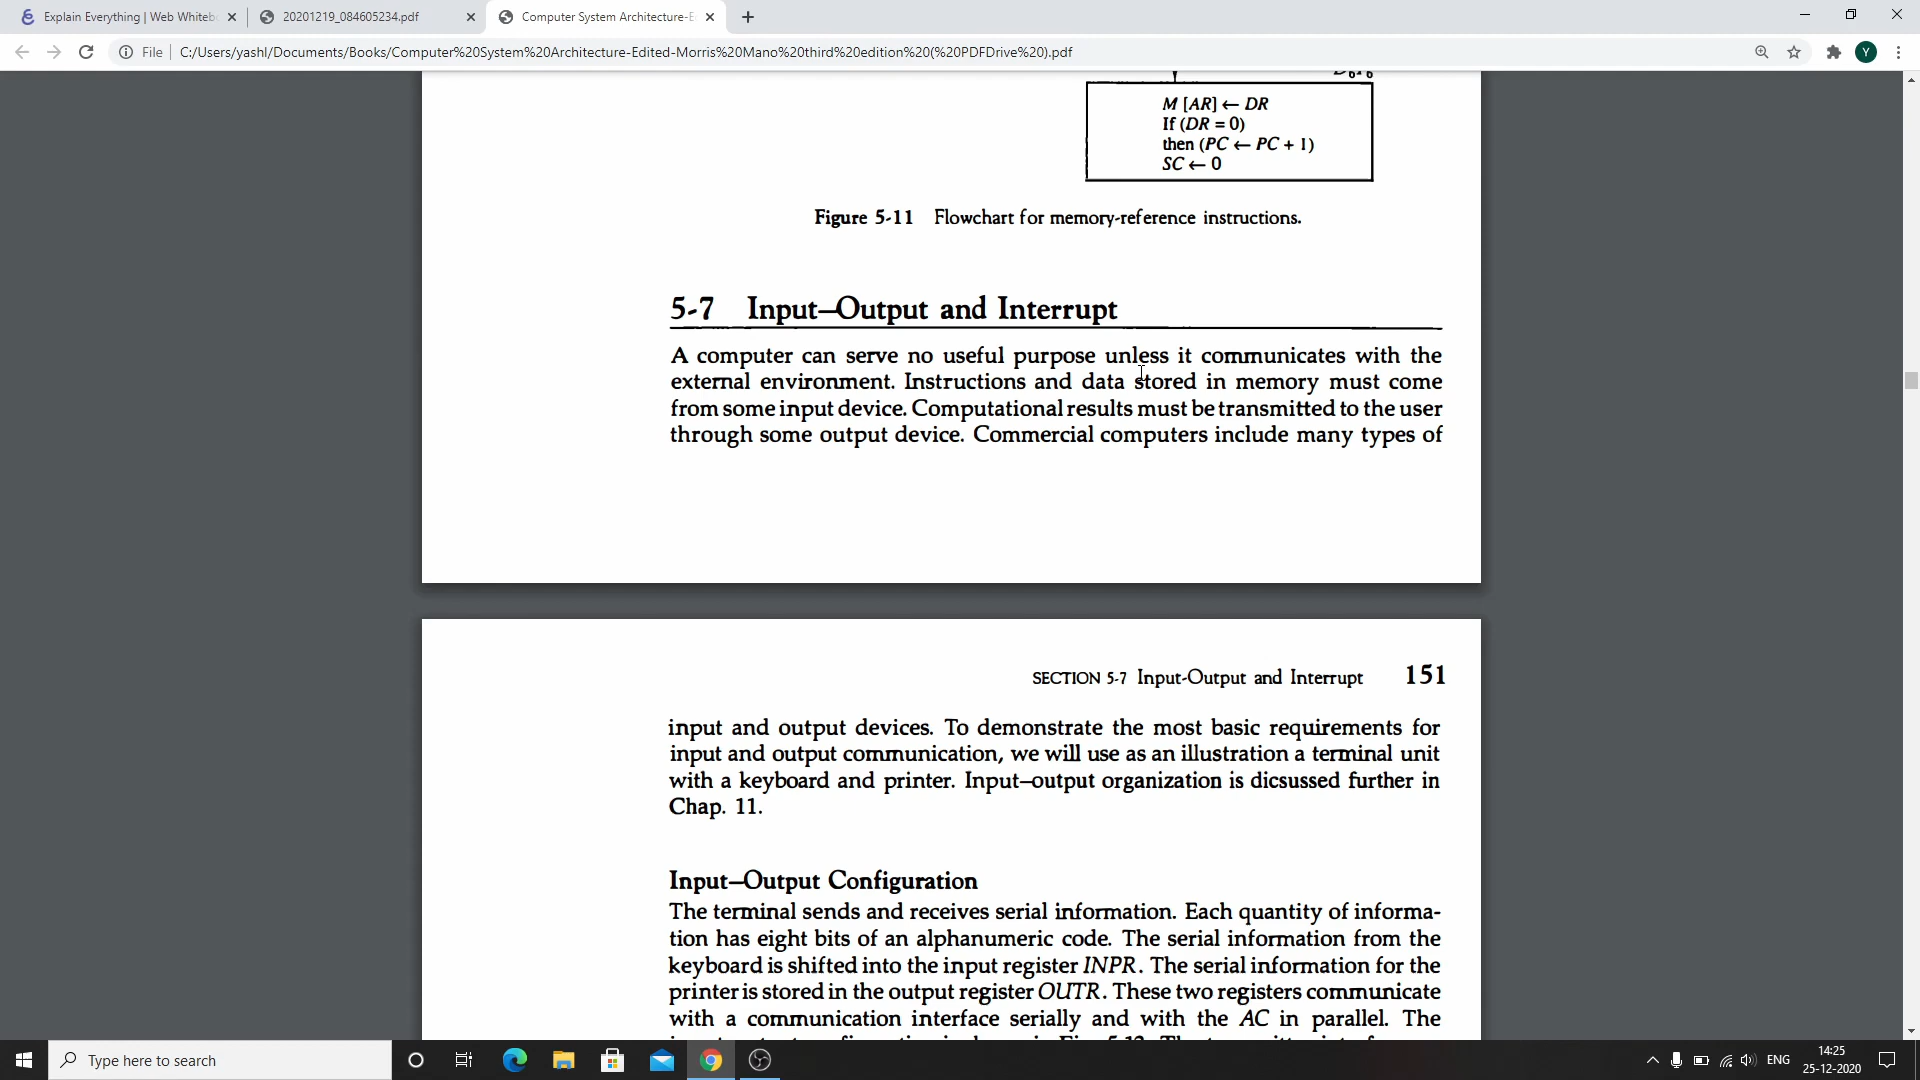 Explain Everything | Web Whiteb
20201219_084605234.pdf
Computer System Architecture-E
File
C:/Users/yashl/Documents/Books/Computer%20System%20Architecture-Edited-Morris%20Mano%20third%20edition%20(%20PDFDrive%20).pdf
Y
M [AR] ← DR
If (DR = 0)
then (PC ← PC + 1)
SC ← 0
Figure 5-11 Flowchart for memory-reference instructions.
5-7 Input—Output and Interrupt
A computer can serve no useful purpose unless it communicates with the
external environment. Instructions and data stored in memory must come
from some input device. Computational results must be transmitted to the user
through some output device. Commercial computers include many types of
SECTION 5-7 Input-Output and Interrupt 151
input and output devices. To demonstrate the most basic requirements for
input and output communication, we will use as an illustration a terminal unit
with a keyboard and printer. Input—output organization is dicsussed further in
Chap. 11.
Input—Output Configuration
The terminal sends and receives serial information. Each quantity of informa-
tion has eight bits of an alphanumeric code. The serial information from the
keyboard is shifted into the input register INPR. The serial information for the
printer is stored in the output register OUTR. These two registers communicate
with a communication interface serially and with the AC in parallel. The
Type here to search
ENG
14:25
25-12-2020